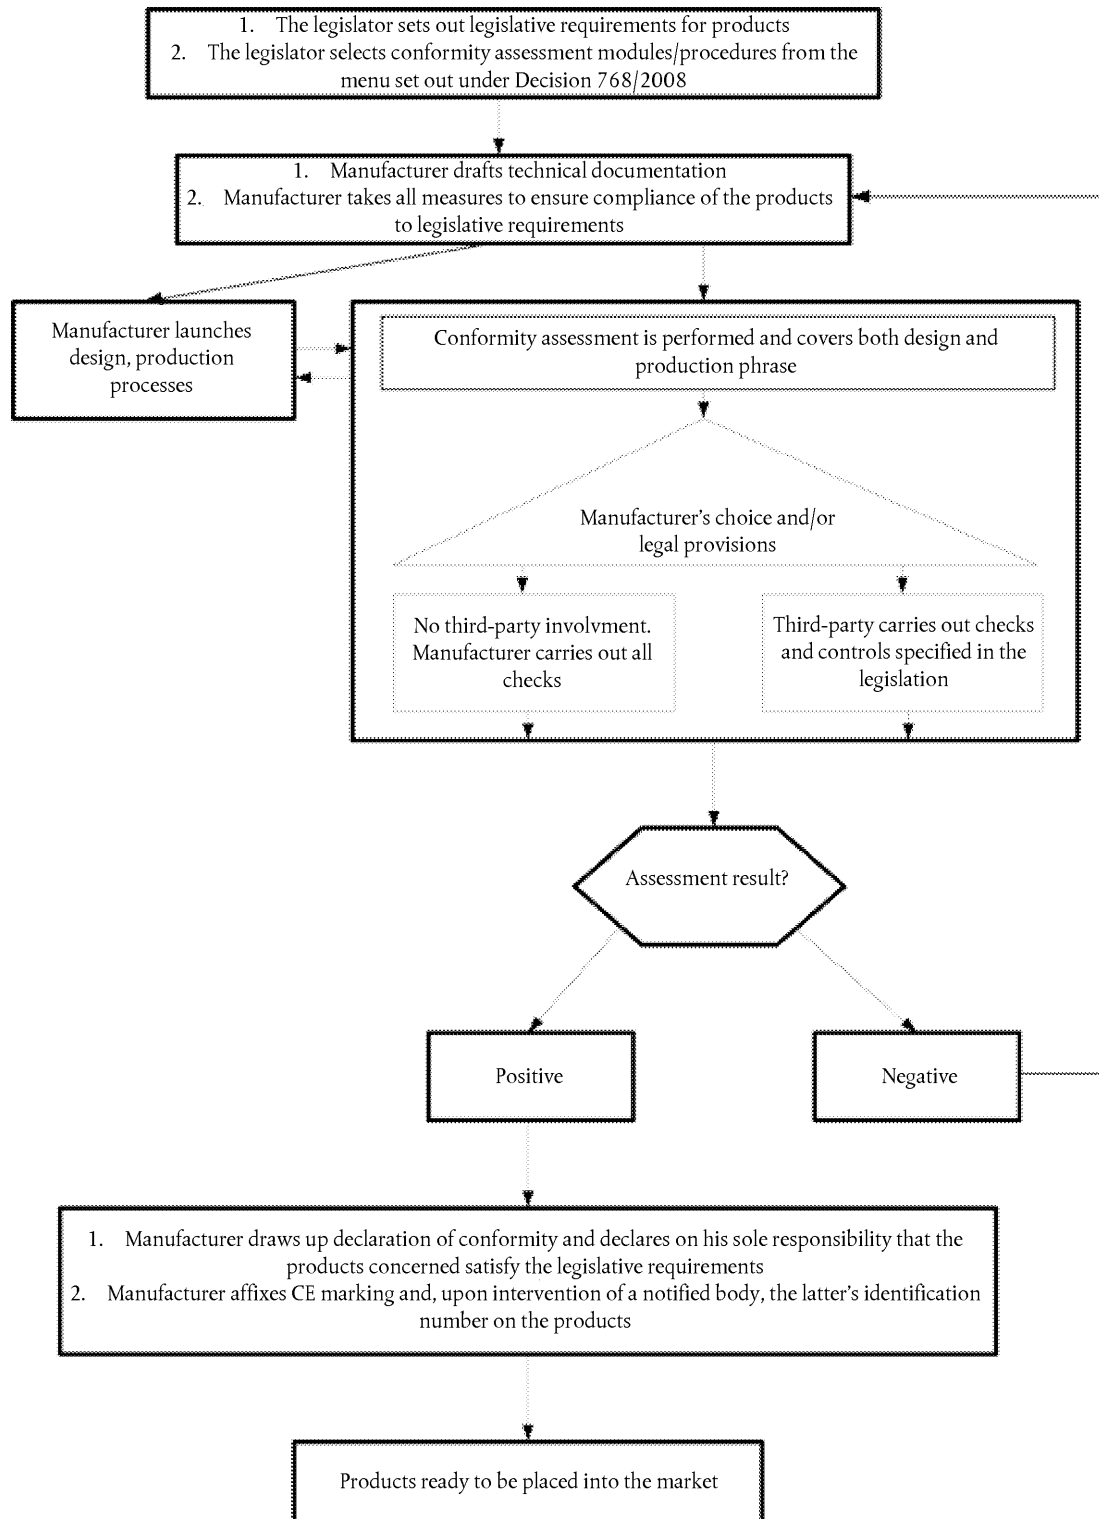 1. The legislator sets out legislative requirements for products
2. The legislator selects conformity assessment modules/procedures from the
menu set out under Decision 768/2008
1. Manufacturer drafts technical documentation
2. Manufacturer takes all measures to ensure compliance of the products
to legislative requirements
Manufacturer launches
design, production
processes
Conformity assessment is performed and covers both design and
production phrase
Manufacturer's choice and/or
legal provisions
No third-party involvment.
Manufacturer carries out all
checks
Third-party carries out checks
and controls specified in the
legislation
Assessment result?
Positive
Negative
1. Manufacturer draws up declaration of conformity and declares on his sole responsibility that the
products concerned satisfy the legislative requirements
2. Manufacturer affixes CE marking and, upon intervention of a notified body, the latter's identification
number on the products
Products ready to be placed into the market